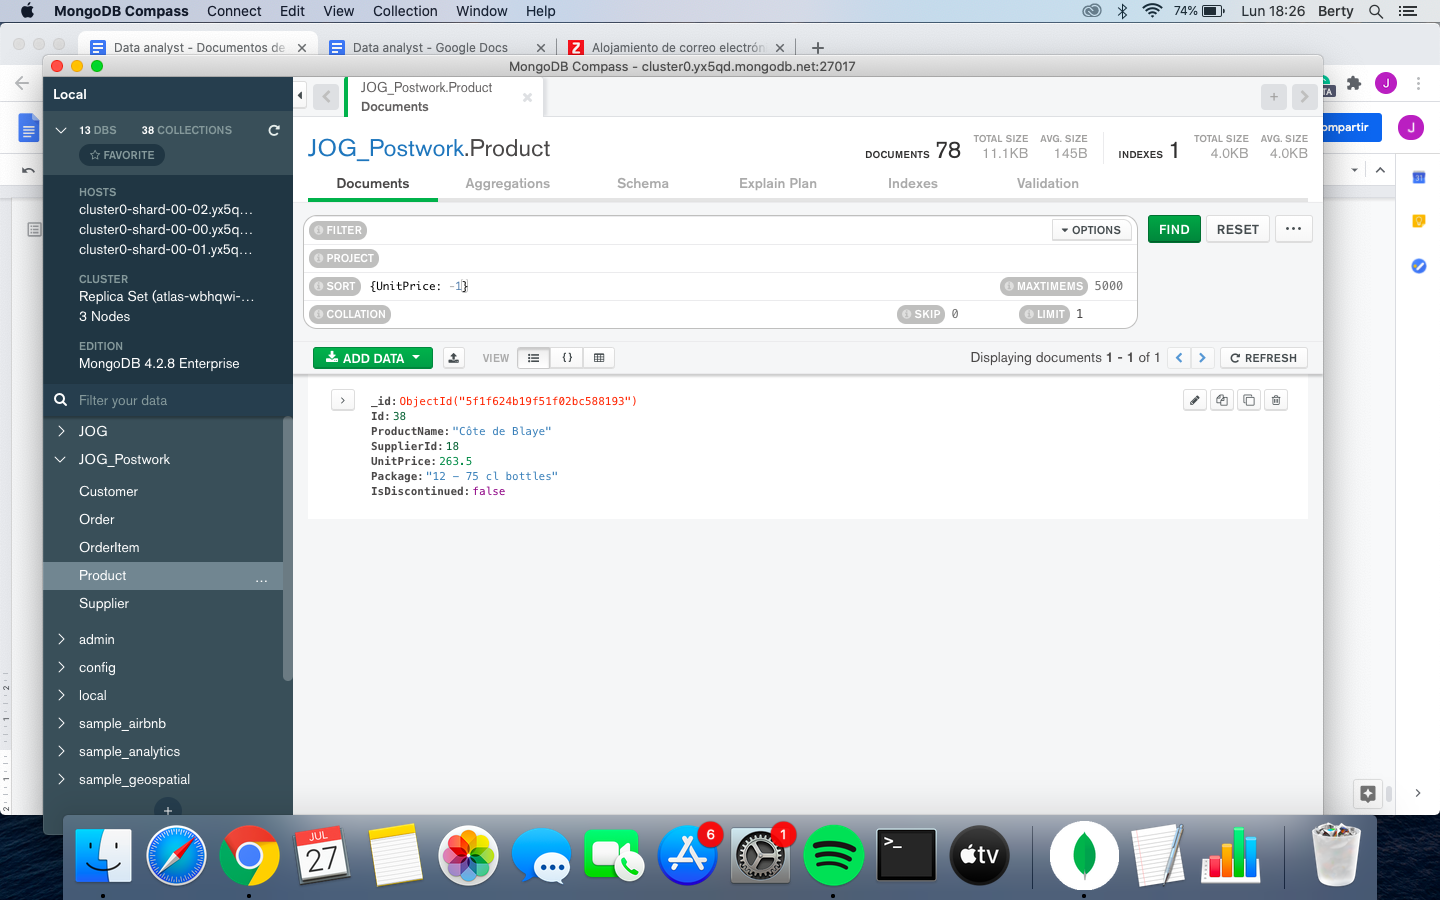 MongoDB Compass Connect Edit View Collection Window Help 74% Lun 18:26 Berty
Data analyst - Documentos de Data analyst - Google Docs Alojamiento de correo electrón
MongoDB Compass - cluster0.yx5qd.mongodb.net:27017
Local
13 DBS 38 COLLECTIONS
FAVORITE
HOSTS
cluster0-shard-00-02.yx5q...
cluster0-shard-00-00.yx5q...
cluster0-shard-00-01.yx5q...
CLUSTER
Replica Set (atlas-wbhqwi-...
3 Nodes
EDITION
MongoDB 4.2.8 Enterprise
Filter your data
JOG
JOG_Postwork
Customer
Order
OrderItem
Product ...
Supplier
admin
config
local
sample_airbnb
sample_analytics
sample_geospatial
+
JOG_Postwork.Product
Documents
JOG_Postwork.Product
DOCUMENTS 78 TOTAL SIZE 11.1KB AVG. SIZE 145B INDEXES 1 TOTAL SIZE 4.0KB AVG. SIZE 4.0KB
Documents Aggregations Schema Explain Plan Indexes Validation
FILTER OPTIONS FIND RESET ...
PROJECT
SORT {UnitPrice: -1} MAXTIMEMS 5000
COLLATION SKIP 0 LIMIT 1
ADD DATA VIEW {} Displaying documents 1 - 1 of 1 REFRESH
_id: ObjectId("5f1f624b19f51f02bc588193")
Id: 38
ProductName: "Côte de Blaye"
SupplierId: 18
UnitPrice: 263.5
Package: "12 - 75 cl bottles"
IsDiscontinued: false
TA J
ompartir J
31
2
1
1
2
JUL
27
6
1
>_
tv